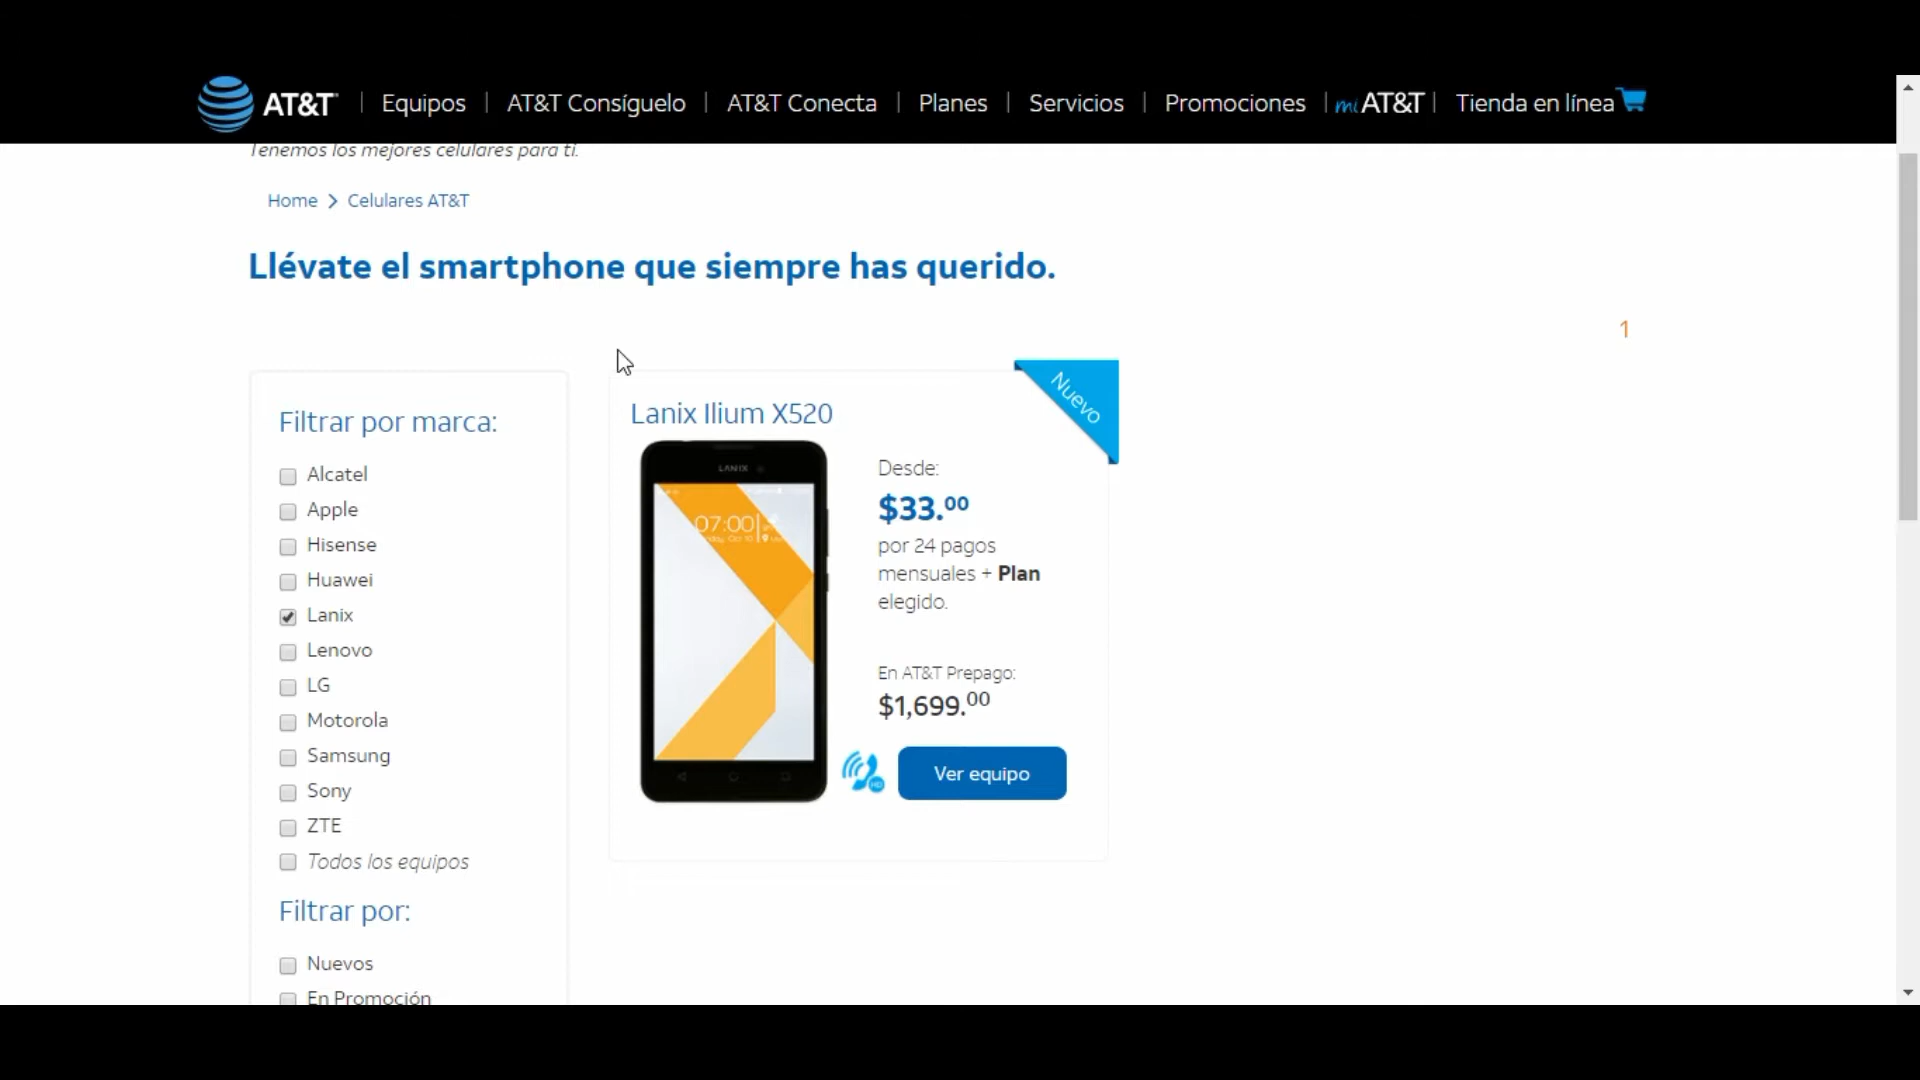 AT&T | Equipos | AT&T Consíguelo | AT&T Conecta | Planes | Servicios | Promociones | mi AT&T | Tienda en línea
Tenemos los mejores celulares para ti.
Home > Celulares AT&T
Llévate el smartphone que siempre has querido.
1
Filtrar por marca:
Alcatel
Apple
Hisense
Huawei
Lanix
Lenovo
LG
Motorola
Samsung
Sony
ZTE
Todos los equipos
Filtrar por:
Nuevos
En Promoción
Nuevo
Lanix Ilium X520
LANIX
07:00
Desde:
$33.00
por 24 pagos
mensuales + Plan
elegido.
En AT&T Prepago:
$1,699.00
HD
Ver equipo